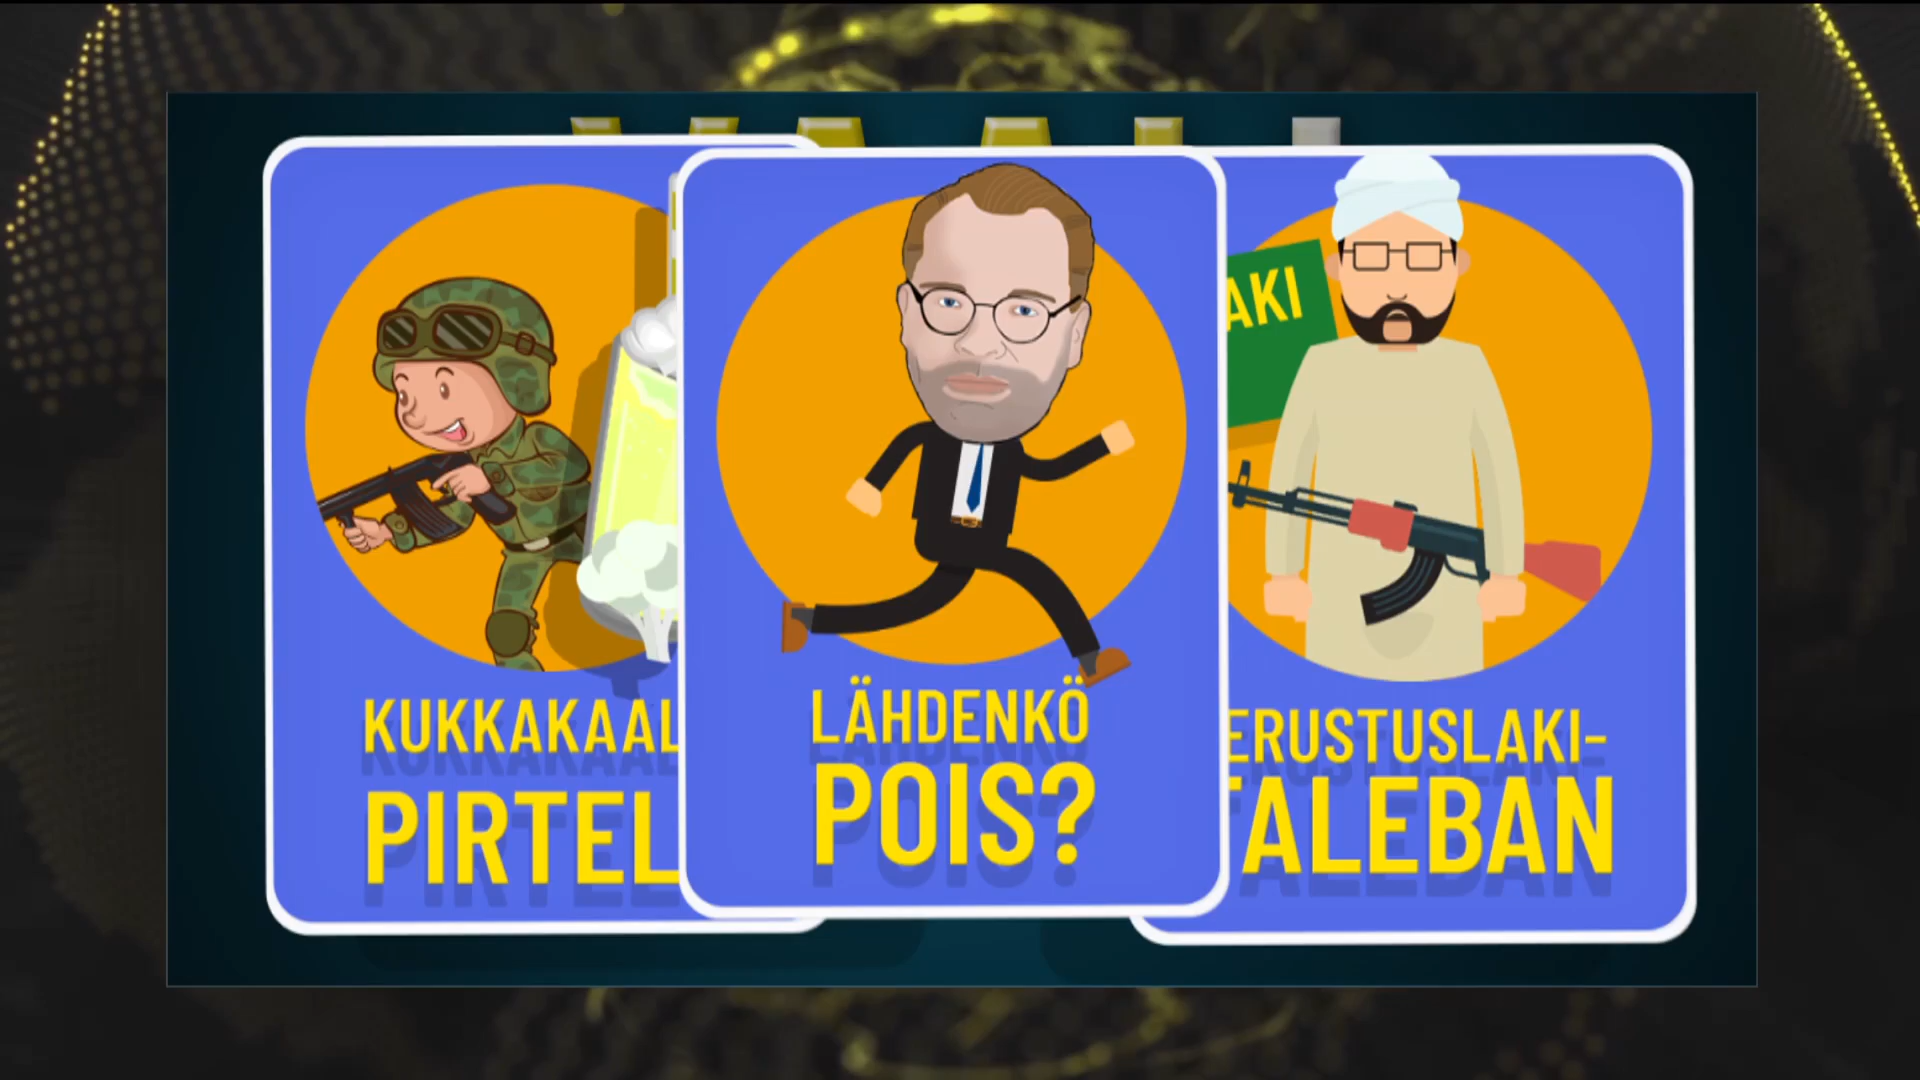 AKI
KUKKAKAAL
PIRTEL
LÄHDENKÖ
POIS?
ERUSTUSLAKI-
TALEBAN